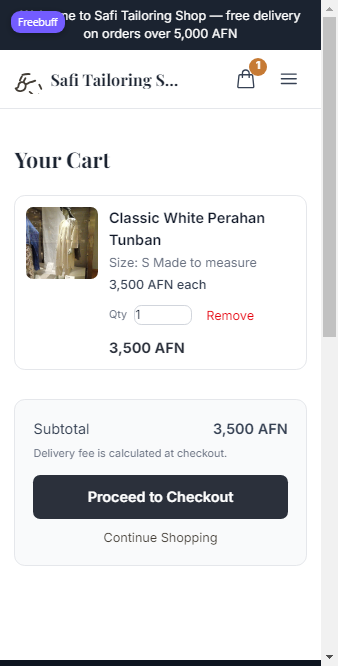 Freebuff
to Safi Tailoring Shop — free delivery
on orders over 5,000 AFN
Safi Tailoring S...
1
Your Cart
Classic White Perahan
Tunban
Size: S Made to measure
3,500 AFN each
Qty 1 Remove
3,500 AFN
Subtotal 3,500 AFN
Delivery fee is calculated at checkout.
Proceed to Checkout
Continue Shopping